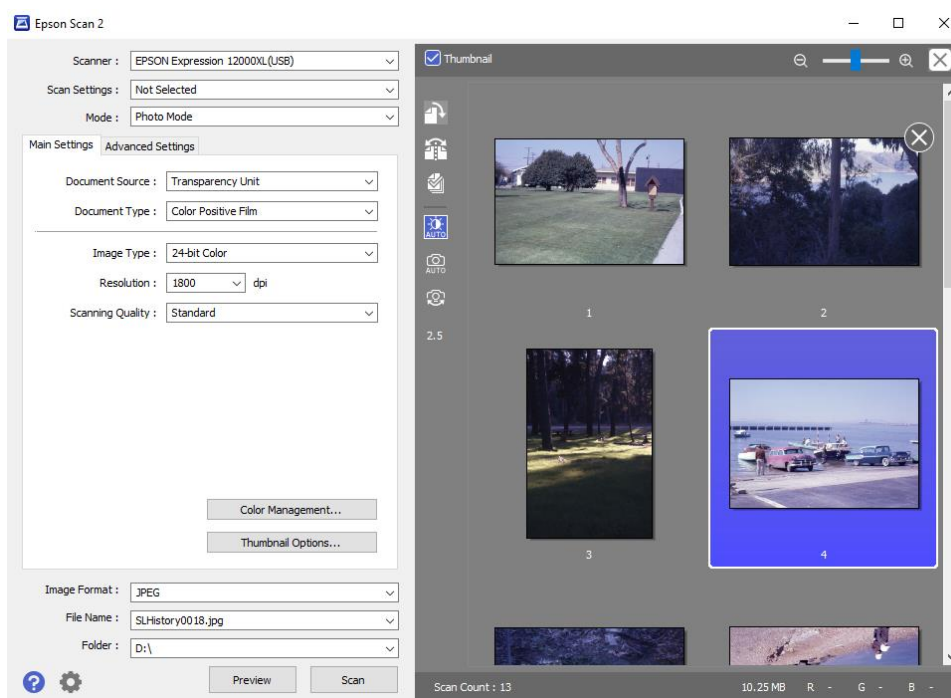 Epson Scan 2
Scanner : EPSON Expression 12000XL(USB)
Scan Settings : Not Selected
Mode : Photo Mode
Main Settings Advanced Settings
Document Source : Transparency Unit
Document Type : Color Positive Film
Image Type : 24-bit Color
Resolution : 1800 dpi
Scanning Quality : Standard
Color Management...
Thumbnail Options...
Image Format : JPEG
File Name : SLHistory0018.jpg
Folder : D:\
? Preview Scan
Thumbnail
AUTO
AUTO
2.5
1
2
3
4
Scan Count : 13
10.25 MB R - G - B -